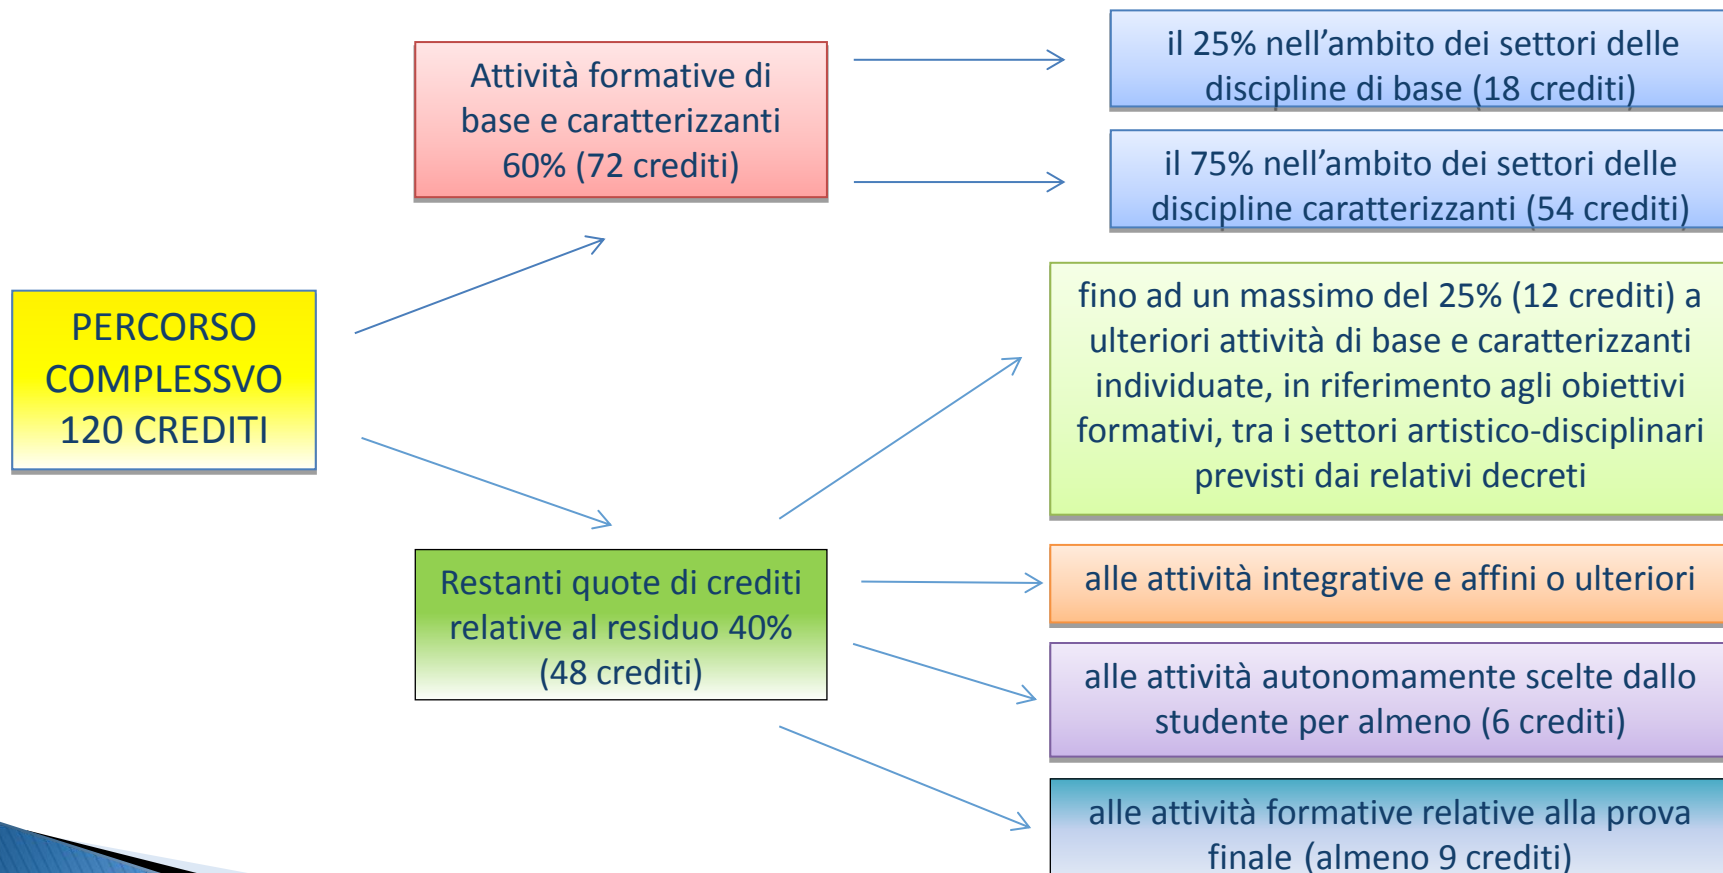 PERCORSO
COMPLESSVO
120 CREDITI
Attività formative di
base e caratterizzanti
60% (72 crediti)
il 25% nell’ambito dei settori delle
discipline di base (18 crediti)
il 75% nell’ambito dei settori delle
discipline caratterizzanti (54 crediti)
Restanti quote di crediti
relative al residuo 40%
(48 crediti)
fino ad un massimo del 25% (12 crediti) a
ulteriori attività di base e caratterizzanti
individuate, in riferimento agli obiettivi
formativi, tra i settori artistico-disciplinari
previsti dai relativi decreti
alle attività integrative e affini o ulteriori
alle attività autonomamente scelte dallo
studente per almeno (6 crediti)
alle attività formative relative alla prova
finale (almeno 9 crediti)